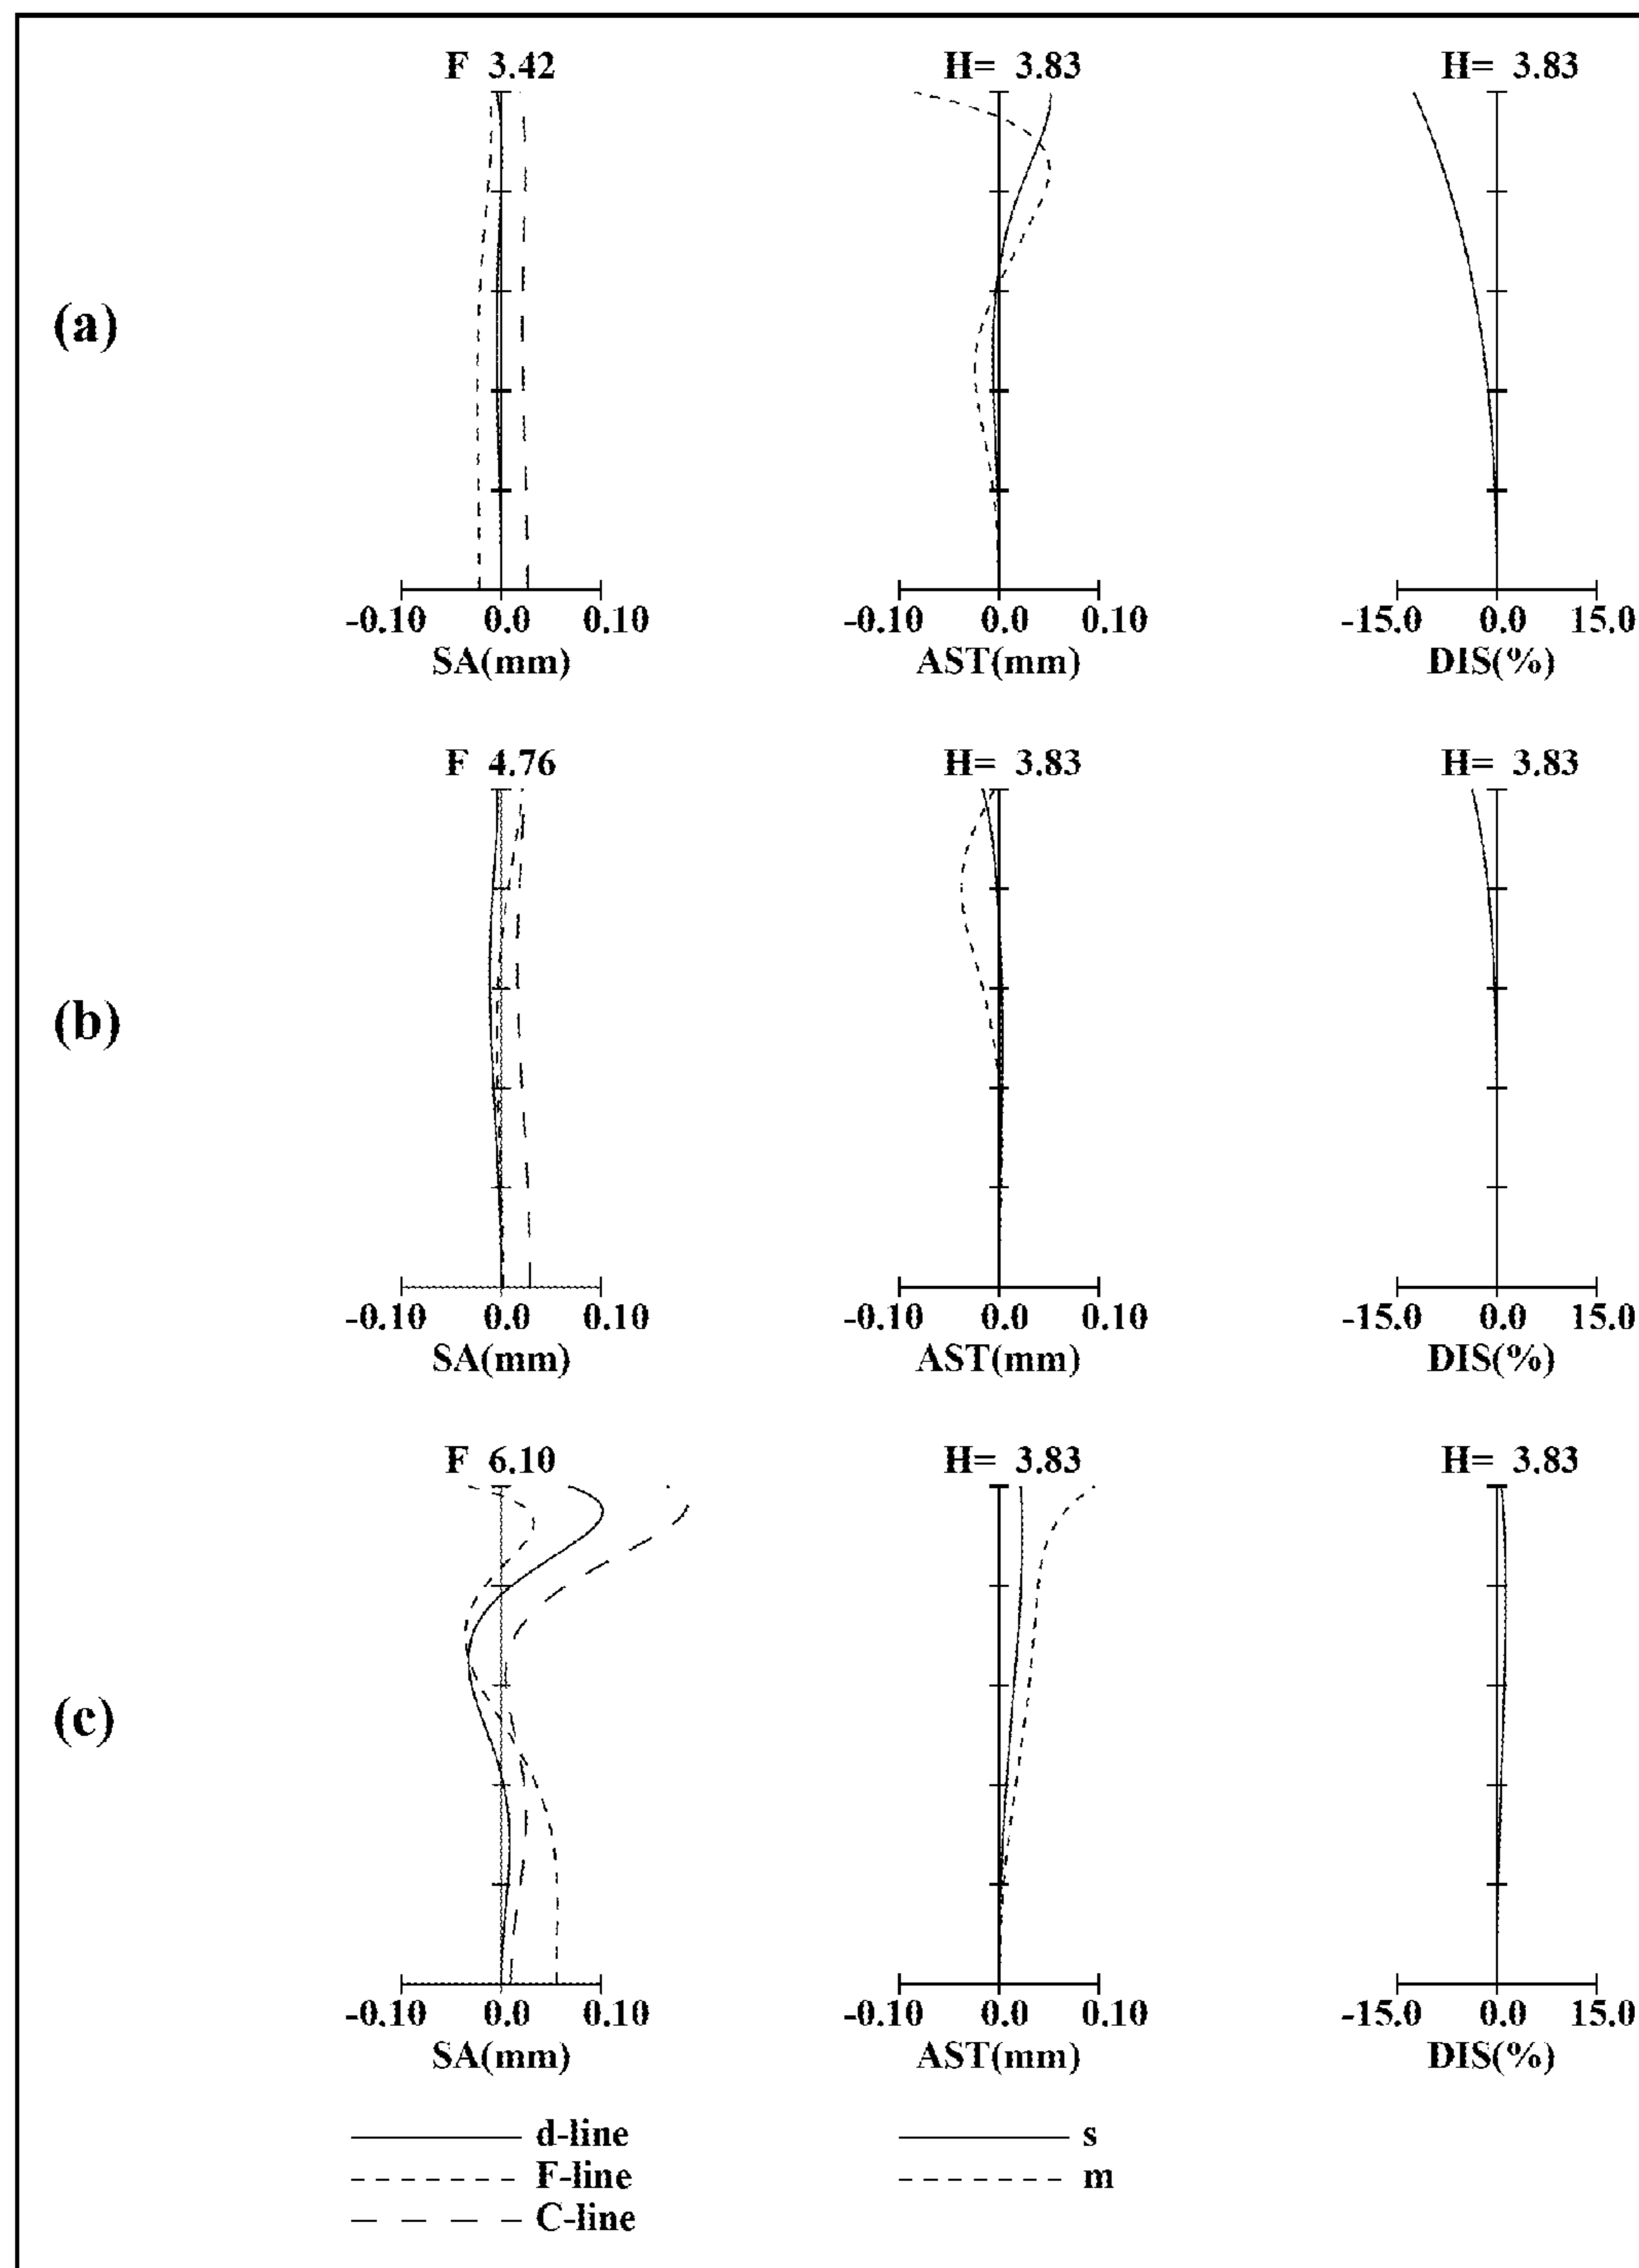 F 3.42 H= 3.83 H= 3.83
(a)
-0.10 0.0 0.10 -0.10 0.0 0.10 -15.0 0.0 15.0
SA(mm) AST(mm) DIS(%)
F 4.76 H= 3.83 H= 3.83
(b)
-0.10 0.0 0.10 -0.10 0.0 0.10 -15.0 0.0 15.0
SA(mm) AST(mm) DIS(%)
F 6.10 H= 3.83 H= 3.83
(c)
-0.10 0.0 0.10 -0.10 0.0 0.10 -15.0 0.0 15.0
SA(mm) AST(mm) DIS(%)
d-line s
F-line m
C-line